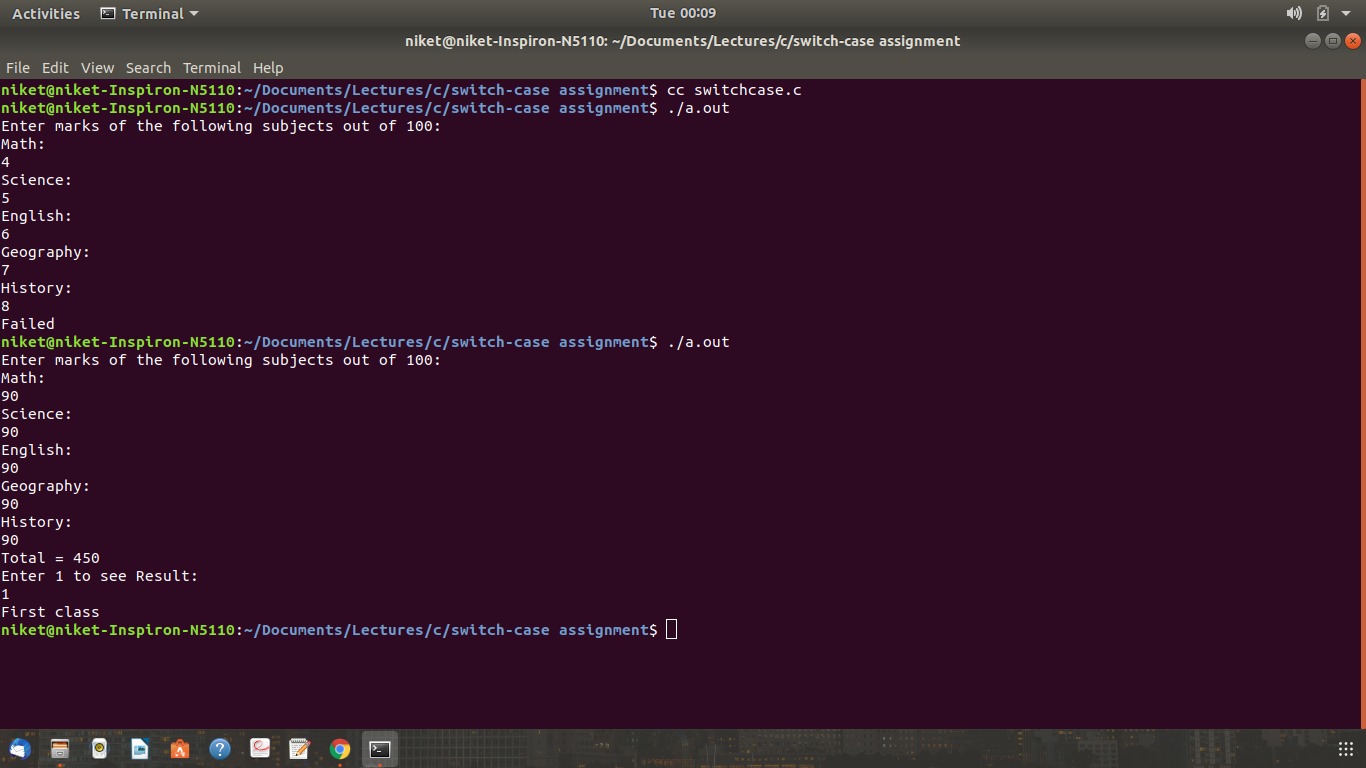 Activities Terminal Tue 00:09
niket@niket-Inspiron-N5110: ~/Documents/Lectures/c/switch-case assignment
File Edit View Search Terminal Help
niket@niket-Inspiron-N5110:~/Documents/Lectures/c/switch-case assignment$ cc switchcase.c
niket@niket-Inspiron-N5110:~/Documents/Lectures/c/switch-case assignment$ ./a.out
Enter marks of the following subjects out of 100:
Math:
4
Science:
5
English:
6
Geography:
7
History:
8
Failed
niket@niket-Inspiron-N5110:~/Documents/Lectures/c/switch-case assignment$ ./a.out
Enter marks of the following subjects out of 100:
Math:
90
Science:
90
English:
90
Geography:
90
History:
90
Total = 450
Enter 1 to see Result:
1
First class
niket@niket-Inspiron-N5110:~/Documents/Lectures/c/switch-case assignment$